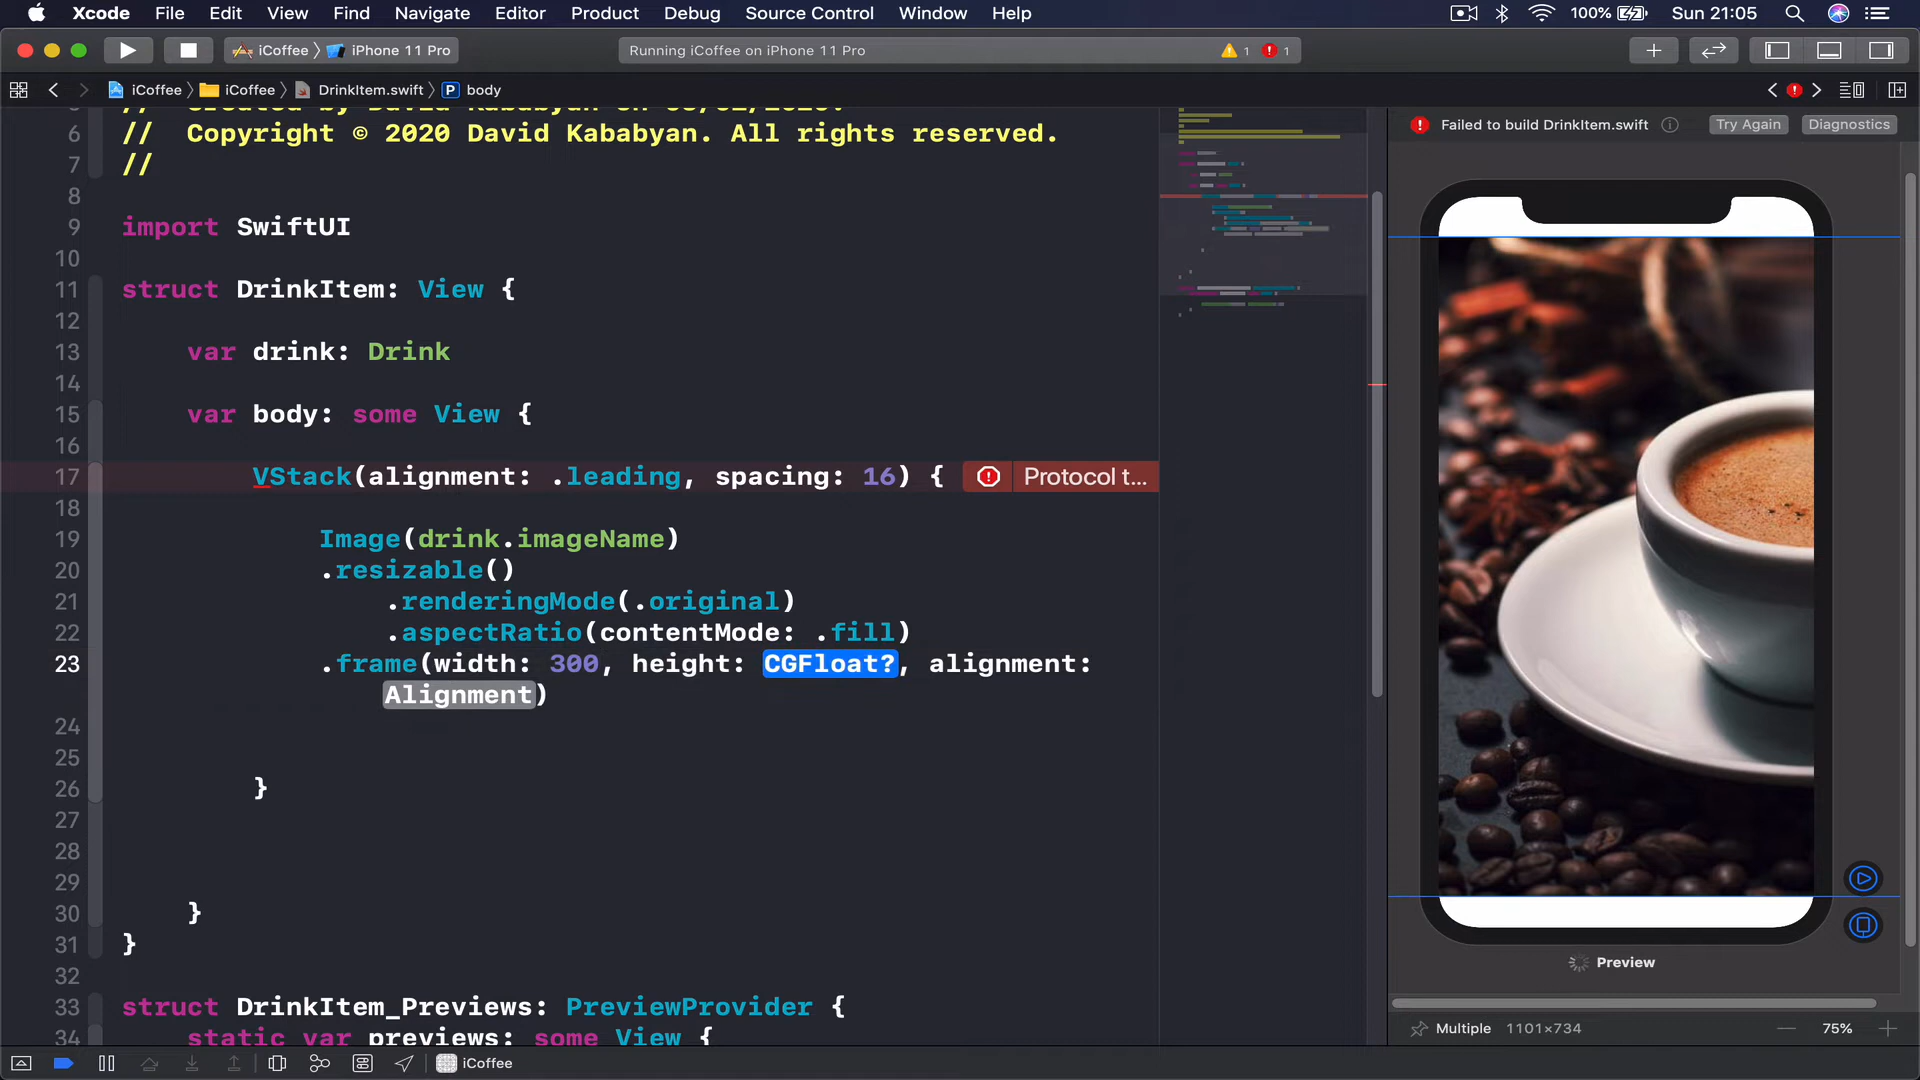 Xcode File Edit View Find Navigate Editor Product Debug Source Control Window Help 100% Sun 21:05
iCoffee iPhone 11 Pro Running iCoffee on iPhone 11 Pro 1 1
iCoffee iCoffee DrinkItem.swift P body
Failed to build DrinkItem.swift Try Again Diagnostics
6 // Copyright © 2020 David Kababyan. All rights reserved.
7 //
8
9 import SwiftUI
10
11 struct DrinkItem: View {
12
13 var drink: Drink
14
15 var body: some View {
16
17 VStack(alignment: .leading, spacing: 16) { Protocol t...
18
19 Image(drink.imageName)
20 .resizable()
21 .renderingMode(.original)
22 .aspectRatio(contentMode: .fill)
23 .frame(width: 300, height: CGFloat?, alignment:
Alignment)
24
25
26 }
27
28
29
30 }
31 }
32
33 struct DrinkItem_Previews: PreviewProvider {
34 static var previews: some View {
Preview
Multiple 1101×734 75%
iCoffee